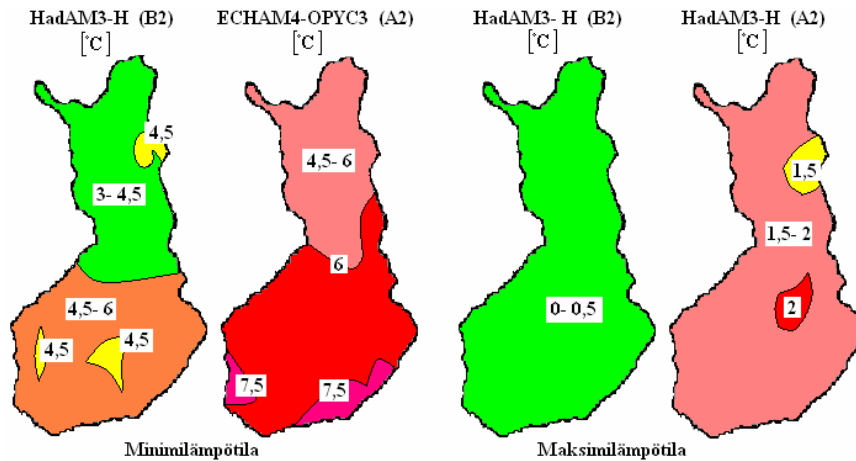 HadAM3-H (B2)
[°C]
ECHAM4-OPYC3 (A2)
[°C]
HadAM3- H (B2)
[°C]
HadAM3-H (A2)
[°C]
4,5
3- 4,5
4,5- 6
4,5
4,5
4,5- 6
6
7,5
7,5
0- 0,5
1,5
1,5- 2
2
Minimilämpötila
Maksimilämpötila